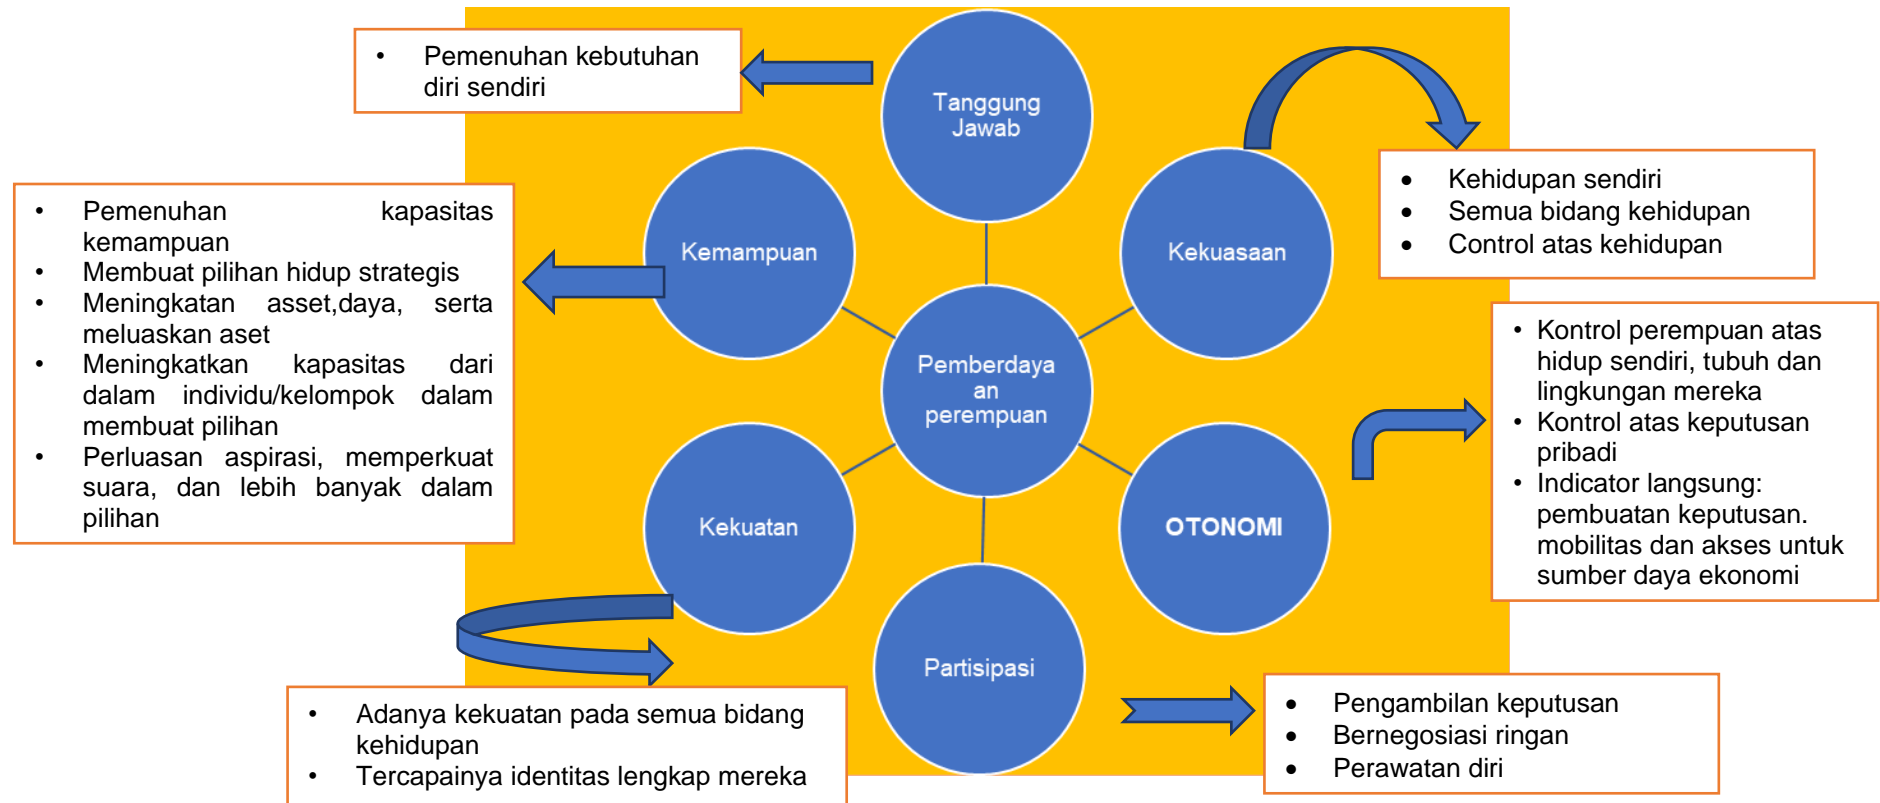 • Pemenuhan kebutuhan
diri sendiri
Tanggung
Jawab
• Kehidupan sendiri
• Semua bidang kehidupan
• Control atas kehidupan
• Pemenuhan kapasitas
kemampuan
• Membuat pilihan hidup strategis
• Meningkatan asset,daya, serta
meluaskan aset
• Meningkatkan kapasitas dari
dalam individu/kelompok dalam
membuat pilihan
• Perluasan aspirasi, memperkuat
suara, dan lebih banyak dalam
pilihan
Kemampuan
Kekuasaan
Pemberdaya
an
perempuan
• Kontrol perempuan atas
hidup sendiri, tubuh dan
lingkungan mereka
• Kontrol atas keputusan
pribadi
• Indicator langsung:
pembuatan keputusan.
mobilitas dan akses untuk
sumber daya ekonomi
Kekuatan
OTONOMI
Partisipasi
• Adanya kekuatan pada semua bidang
kehidupan
• Tercapainya identitas lengkap mereka
• Pengambilan keputusan
• Bernegosiasi ringan
• Perawatan diri